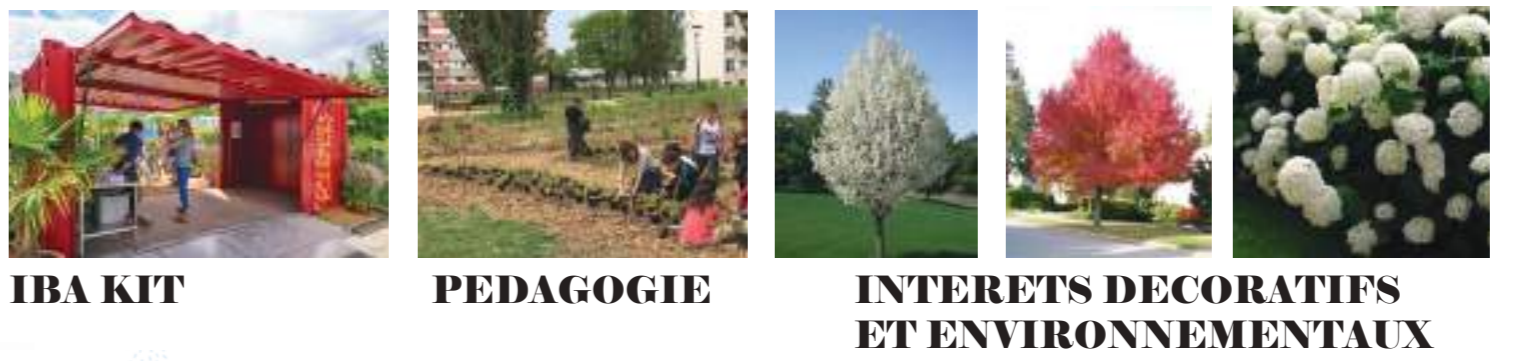 IBA KIT
PEDAGOGIE
INTERETS DECORATIFS
ET ENVIRONNEMENTAUX